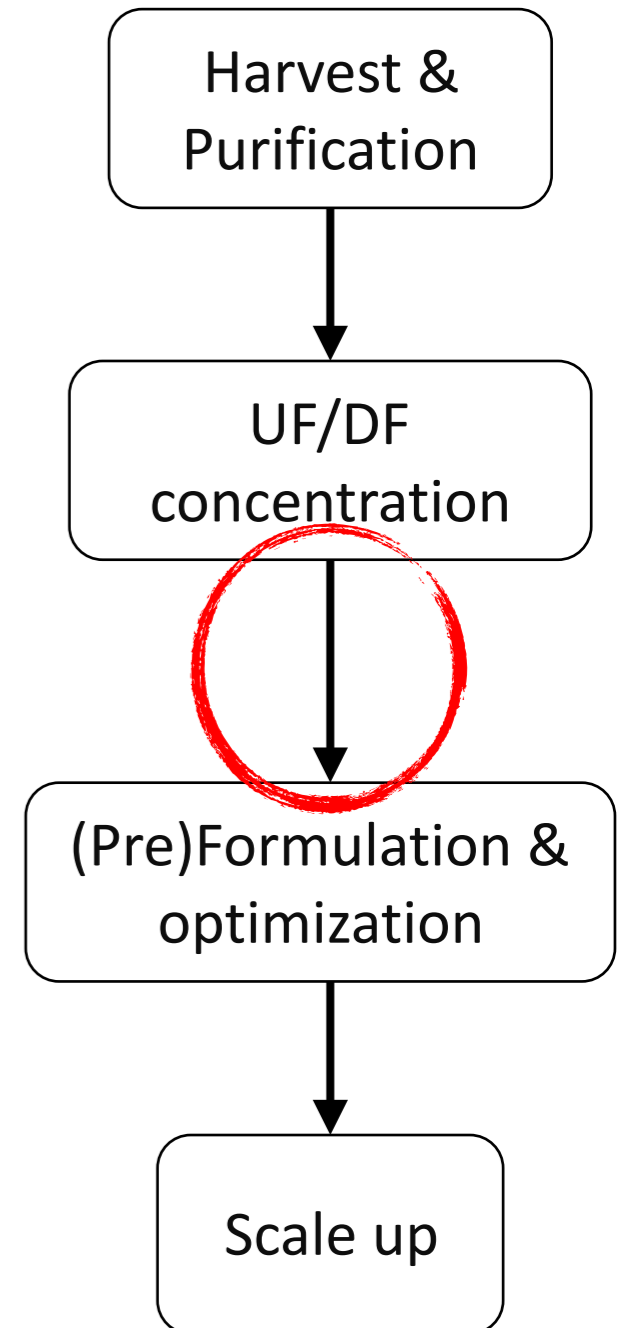 Harvest &
Purification
UF/DF
concentration
(Pre)Formulation &
optimization
Scale up